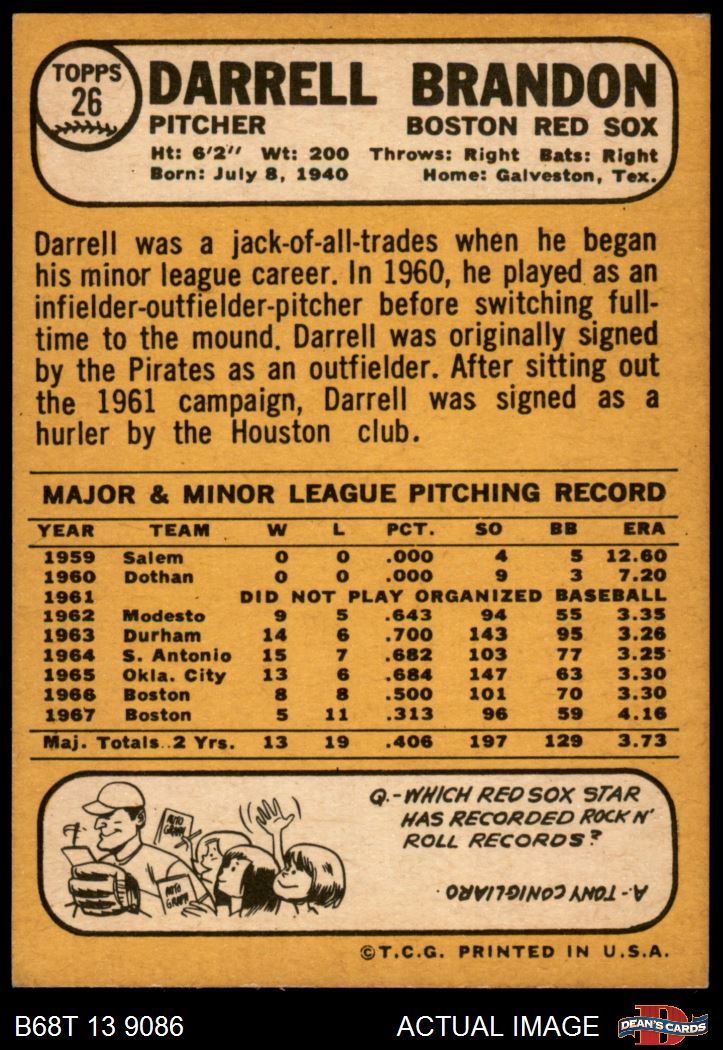 TOPPS
26
DARRELL BRANDON
PITCHER BOSTON RED SOX
Ht: 6'2" Wt: 200 Throws: Right Bats: Right
Born: July 8, 1940 Home: Galveston, Tex.
Darrell was a jack-of-all-trades when he began
his minor league career. In 1960, he played as an
infielder-outfielder-pitcher before switching full-
time to the mound. Darrell was originally signed
by the Pirates as an outfielder. After sitting out
the 1961 campaign, Darrell was signed as a
hurler by the Houston club.
MAJOR & MINOR LEAGUE PITCHING RECORD
YEAR TEAM W L PCT. SO BB ERA
1959 Salem 0 0 .000 4 5 12.60
1960 Dothan 0 0 .000 9 3 7.20
1961 DID NOT PLAY ORGANIZED BASEBALL
1962 Modesto 9 5 .643 94 55 3.35
1963 Durham 14 6 .700 143 95 3.26
1964 S. Antonio 15 7 .682 103 77 3.25
1965 Okla. City 13 6 .684 147 63 3.30
1966 Boston 8 8 .500 101 70 3.30
1967 Boston 5 11 .313 96 59 4.16
Maj. Totals..2 Yrs. 13 19 .406 197 129 3.73
AUTO
GRAPH
AUTO
GRAPH
Q.-WHICH RED SOX STAR
HAS RECORDED ROCK N'
ROLL RECORDS?
A.-TONY CONIGLIARO
©T.C.G. PRINTED IN U.S.A.
B68T 13 9086 ACTUAL IMAGE
D
DEAN'S CARDS